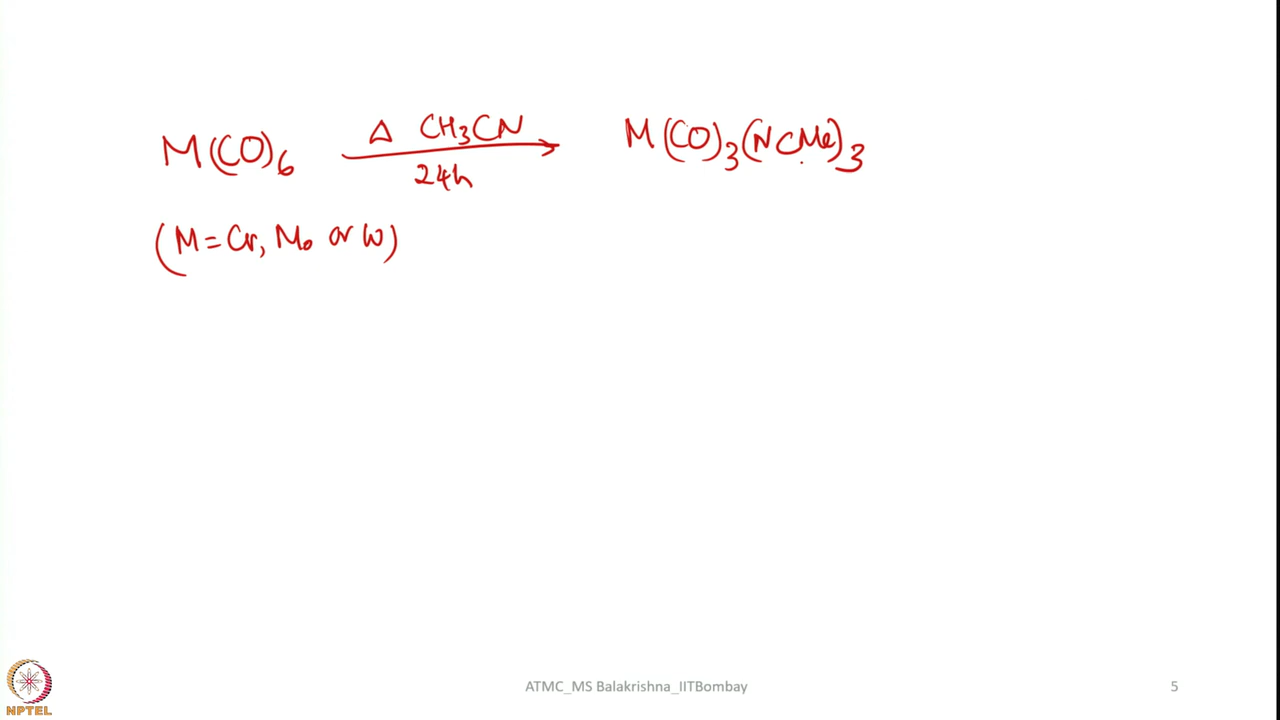 M(CO)6 Δ CH3CN 24h M(CO)3(NCMe)3
(M = Cr, Mo or W)
NPTEL
ATMC_MS Balakrishna_IITBombay 5